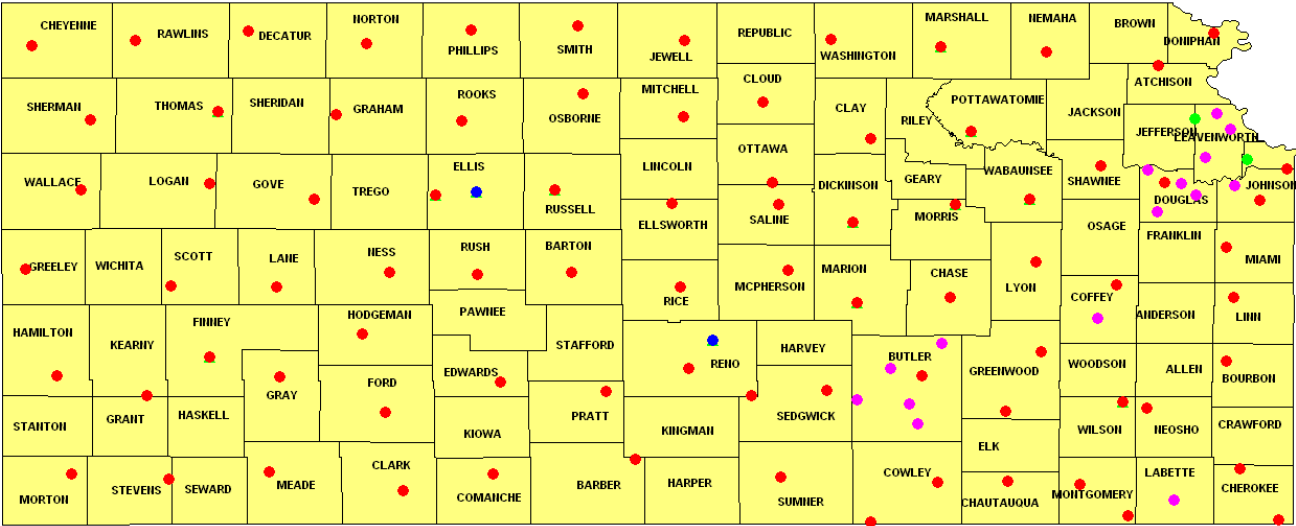 CHEYENNE
RAWLINS
DECATUR
NORTON
PHILLIPS
SMITH
JEWELL
REPUBLIC
WASHINGTON
MARSHALL
NEMAHA
BROWN
DONIPHAN
SHERMAN
THOMAS
SHERIDAN
GRAHAM
ROOKS
OSBORNE
MITCHELL
CLOUD
CLAY
RILEY
POTTAWATOMIE
JACKSON
ATCHISON
JEFFERSON
LEAVENWORTH
WALLACE
LOGAN
GOVE
TREGO
ELLIS
RUSSELL
LINCOLN
OTTAWA
DICKINSON
GEARY
WABAUNSEE
SHAWNEE
DOUGLAS
JOHNSON
ELLSWORTH
SALINE
MORRIS
OSAGE
FRANKLIN
MIAMI
GREELEY
WICHITA
SCOTT
LANE
NESS
RUSH
BARTON
RICE
MCPHERSON
MARION
CHASE
LYON
COFFEY
ANDERSON
LINN
HAMILTON
KEARNY
FINNEY
HODGEMAN
PAWNEE
STAFFORD
RENO
HARVEY
BUTLER
GREENWOOD
WOODSON
ALLEN
BOURBON
GRAY
FORD
EDWARDS
STANTON
GRANT
HASKELL
KIOWA
PRATT
KINGMAN
SEDGWICK
ELK
WILSON
NEOSHO
CRAWFORD
MORTON
STEVENS
SEWARD
MEADE
CLARK
COMANCHE
BARBER
HARPER
SUMNER
COWLEY
CHAUTAUQUA
MONTGOMERY
LABETTE
CHEROKEE